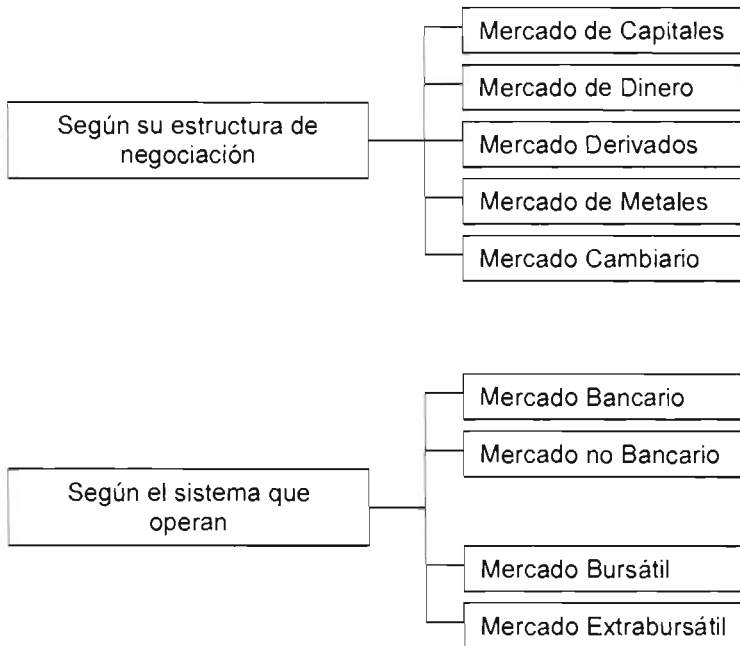 Según su estructura de
negociación
Mercado de Capitales
Mercado de Dinero
Mercado Derivados
Mercado de Metales
Mercado Cambiario
Según el sistema que
operan
Mercado Bancario
Mercado no Bancario
Mercado Bursátil
Mercado Extrabursátil